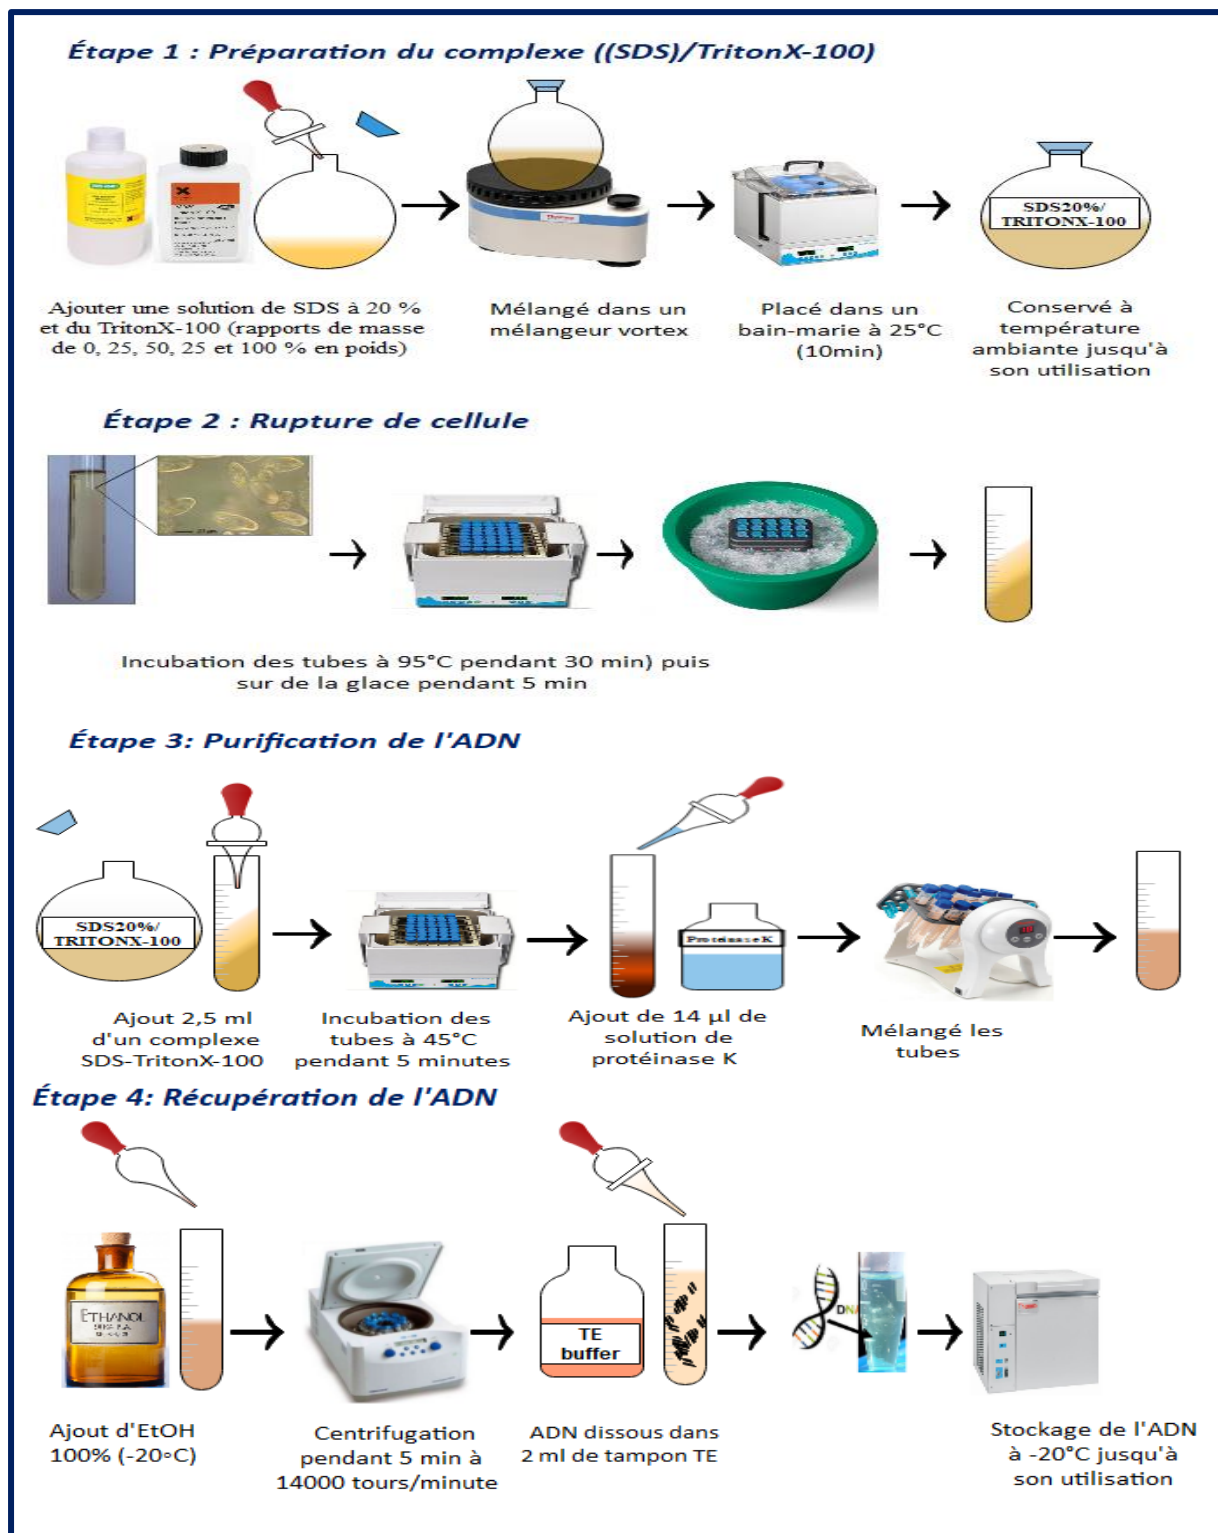 Étape 1 : Préparation du complexe ((SDS)/TritonX-100)
SDS20%/
TRITONX-100
Ajouter une solution de SDS à 20 %
et du TritonX-100 (rapports de masse
de 0, 25, 50, 25 et 100 % en poids)
Mélangé dans un
mélangeur vortex
Placé dans un
bain-marie à 25°C
(10min)
Conservé à
température
ambiante jusqu'à
son utilisation
Étape 2 : Rupture de cellule
Incubation des tubes à 95°C pendant 30 min) puis
sur de la glace pendant 5 min
Étape 3: Purification de l'ADN
SDS20%/
TRITONX-100
Protéinase K
Ajout 2,5 ml
d'un complexe
SDS-TritonX-100
Incubation des
tubes à 45°C
pendant 5 minutes
Ajout de 14 µl de
solution de
protéinase K
Mélangé les
tubes
Étape 4: Récupération de l'ADN
ETHANOL
TE
buffer
DNA
Ajout d'EtOH
100% (-20◦C)
Centrifugation
pendant 5 min à
14000 tours/minute
ADN dissous dans
2 ml de tampon TE
Stockage de l'ADN
à -20°C jusqu'à
son utilisation